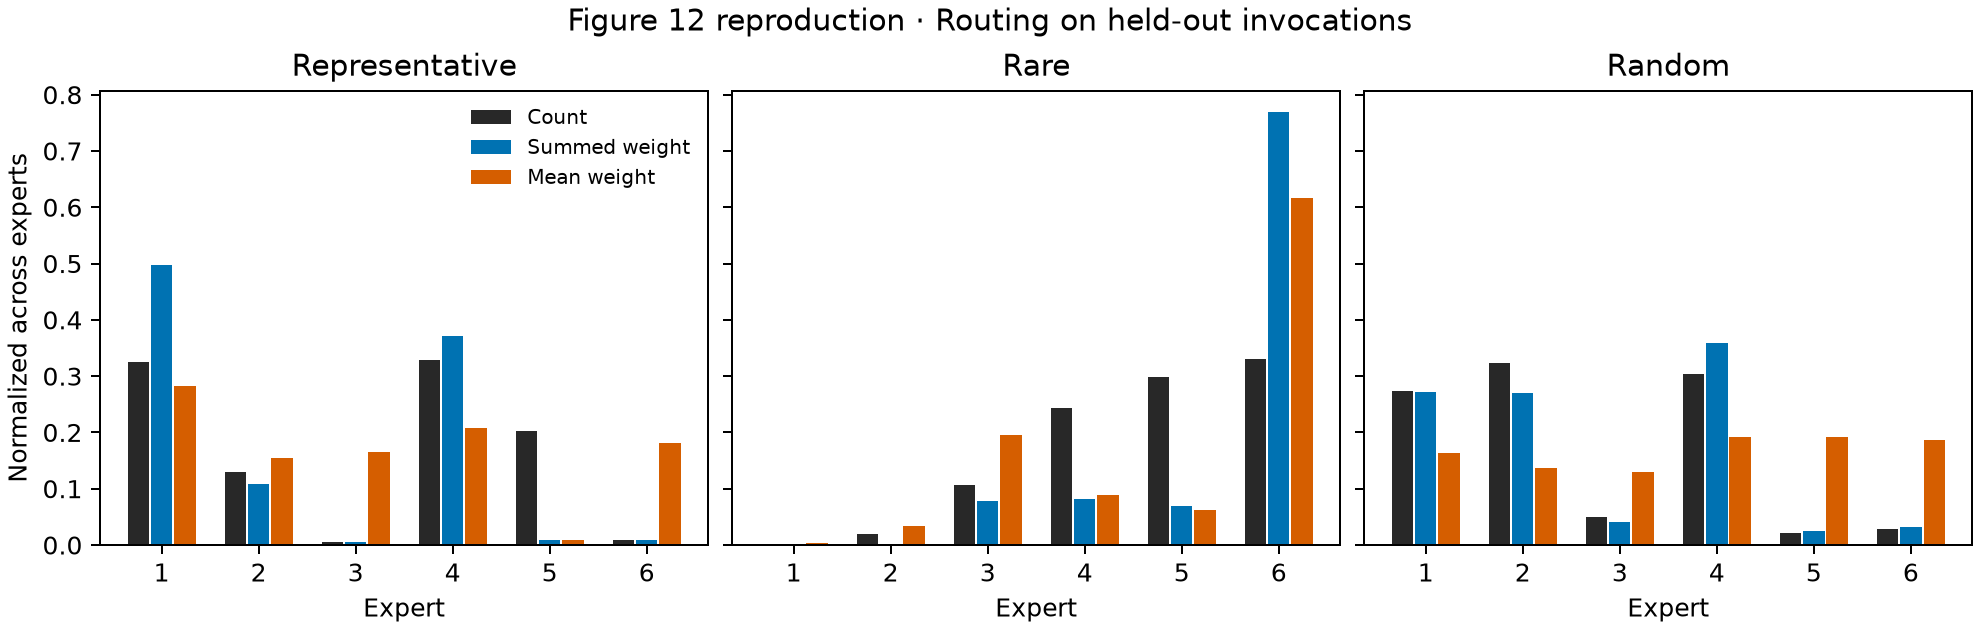 Figure 12 reproduction · Routing on held-out invocations
Representative
Rare
Random
Normalized across experts
0.8
0.7
0.6
0.5
0.4
0.3
0.2
0.1
0.0
Count
Summed weight
Mean weight
1 2 3 4 5 6
1 2 3 4 5 6
1 2 3 4 5 6
Expert
Expert
Expert